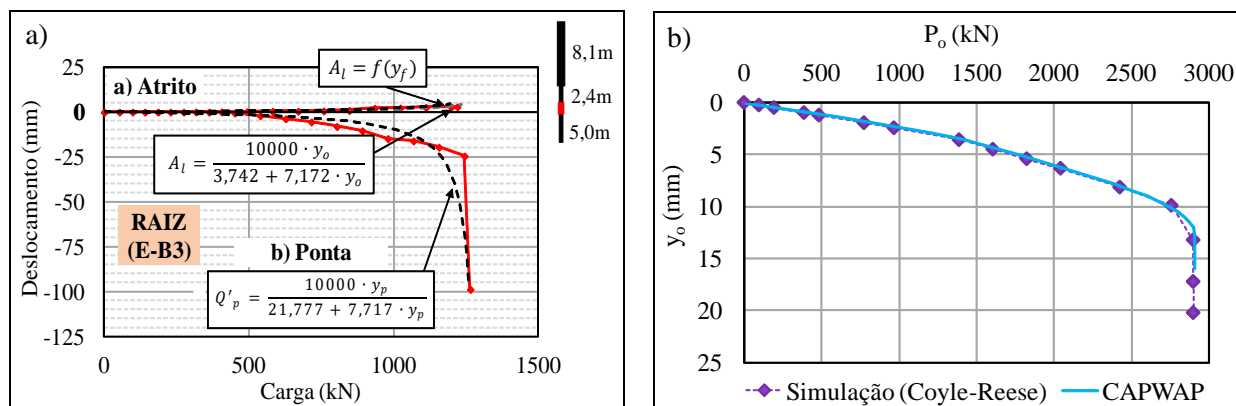 a)
25
0
-25
-50
-75
-100
-125
Deslocamento (mm)
0
500
1000
1500
Carga (kN)
a) Atrito
A_l = f(y_f)
A_l = 10000 · y_o / 3,742 + 7,172 · y_o
RAIZ
(E-B3)
b) Ponta
Q'_p = 10000 · y_p / 21,777 + 7,717 · y_p
8,1m
2,4m
5,0m
b)
P_o (kN)
0 500 1000 1500 2000 2500 3000
0
5
10
15
20
25
y_o (mm)
Simulação (Coyle-Reese)
CAPWAP